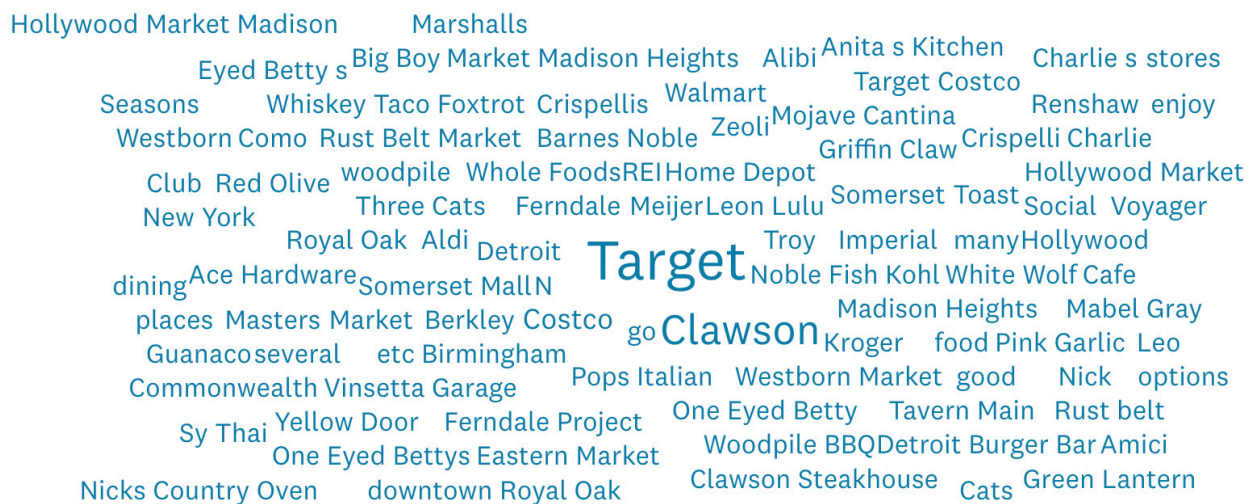 Hollywood Market Madison Marshalls
Eyed Betty s Big Boy Market Madison Heights Alibi Anita s Kitchen Charlie s stores
Target Costco
Seasons Whiskey Taco Foxtrot Crispellis Walmart Renshaw enjoy
Westborn Como Rust Belt Market Barnes Noble Zeoli Mojave Cantina
Griffin Claw Crispelli Charlie
Club Red Olive woodpile Whole Foods REI Home Depot Hollywood Market
New York Three Cats Ferndale Meijer Leon Lulu Somerset Toast Social Voyager
Royal Oak Aldi Detroit Target Troy Imperial many Hollywood
dining Ace Hardware Somerset Mall N Noble Fish Kohl White Wolf Cafe
places Masters Market Berkley Costco go Clawson Madison Heights Mabel Gray
Guanaco several etc Birmingham Kroger food Pink Garlic Leo
Commonwealth Vinsetta Garage Pops Italian Westborn Market good Nick options
Sy Thai Yellow Door Ferndale Project One Eyed Betty Tavern Main Rust belt
One Eyed Bettys Eastern Market Woodpile BBQ Detroit Burger Bar Amici
Nicks Country Oven downtown Royal Oak Clawson Steakhouse Cats Green Lantern